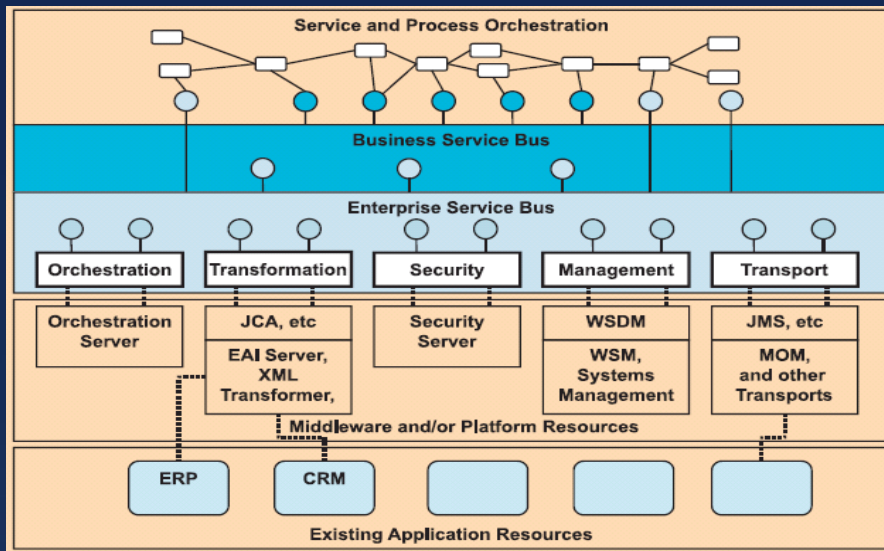 Service and Process Orchestration
Business Service Bus
Enterprise Service Bus
Orchestration
Transformation
Security
Management
Transport
Orchestration
Server
JCA, etc
EAI Server,
XML
Transformer,
Security
Server
WSDM
WSM,
Systems
Management
JMS, etc
MOM,
and other
Transports
Middleware and/or Platform Resources
ERP
CRM
Existing Application Resources